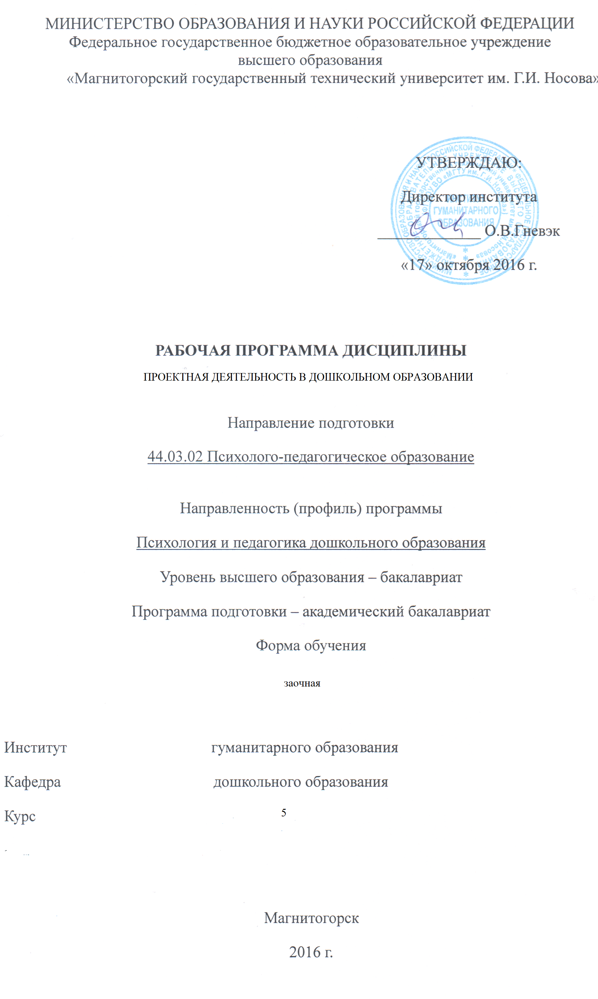 МИНИСТЕРСТВО ОБРАЗОВАНИЯ И НАУКИ РОССИЙСКОЙ ФЕДЕРАЦИИ
Федеральное государственное бюджетное образовательное учреждение
высшего образования
«Магнитогорский государственный технический университет им. Г.И. Носова»
УТВЕРЖДАЮ:
Директор института
О.В.Гневэк
«17» октября 2016 г.
ИНСТИТУТ
ГУМАНИТАРНОГО
ОБРАЗОВАНИЯ
РАБОЧАЯ ПРОГРАММА ДИСЦИПЛИНЫ
ПРОЕКТНАЯ ДЕЯТЕЛЬНОСТЬ В ДОШКОЛЬНОМ ОБРАЗОВАНИИ
Направление подготовки
44.03.02 Психолого-педагогическое образование
Направленность (профиль) программы
Психология и педагогика дошкольного образования
Уровень высшего образования – бакалавриат
Программа подготовки – академический бакалавриат
Форма обучения
заочная
Институт гуманитарного образования
Кафедра дошкольного образования
Курс 5
Магнитогорск
2016 г.